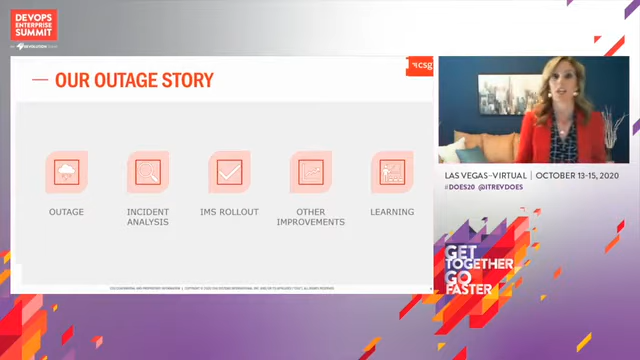 DEVOPS
ENTERPRISE
SUMMIT
OUR OUTAGE STORY
csg
OUTAGE
INCIDENT
ANALYSIS
IMS ROLLOUT
OTHER
IMPROVEMENTS
LEARNING
LAS VEGAS-VIRTUAL | OCTOBER 13-15, 2020
#DOES20 @ITREVDOES
GET
TOGETHER
GO
FASTER